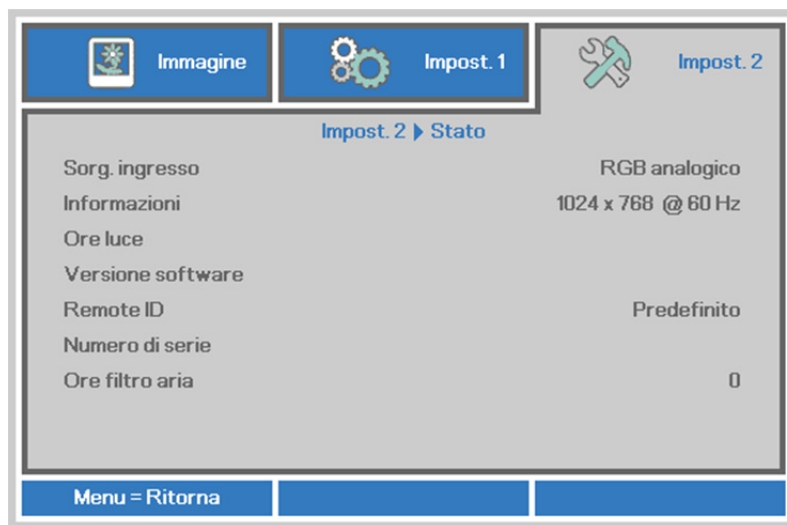 Immagine
Impost. 1
Impost. 2
Impost. 2 ▶ Stato
Sorg. ingresso RGB analogico
Informazioni 1024 x 768 @ 60 Hz
Ore luce
Versione software
Remote ID Predefinito
Numero di serie
Ore filtro aria 0
Menu = Ritorna